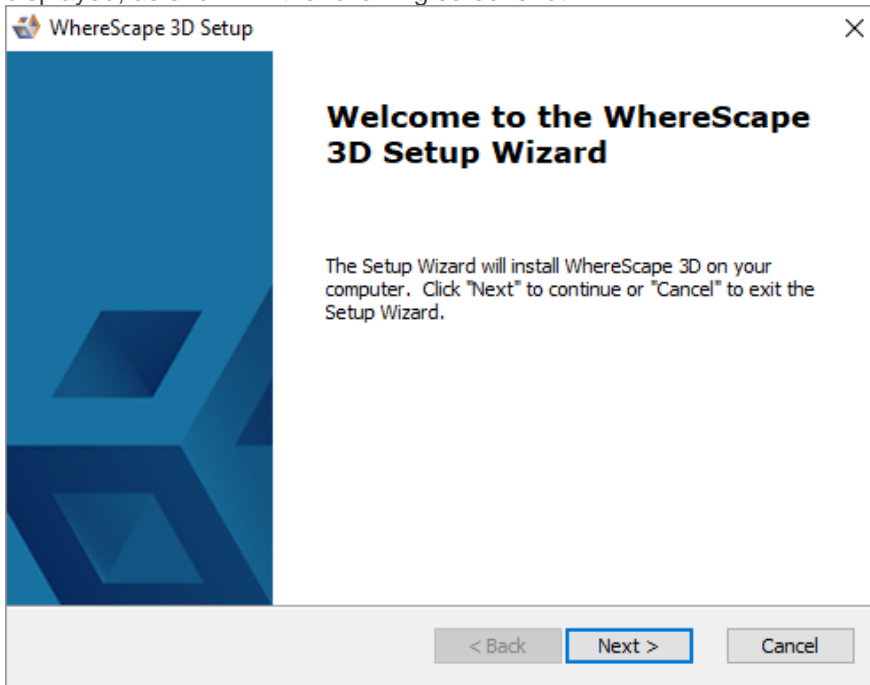 WhereScape 3D Setup
Welcome to the WhereScape
3D Setup Wizard
The Setup Wizard will install WhereScape 3D on your
computer. Click "Next" to continue or "Cancel" to exit the
Setup Wizard.
< Back Next > Cancel